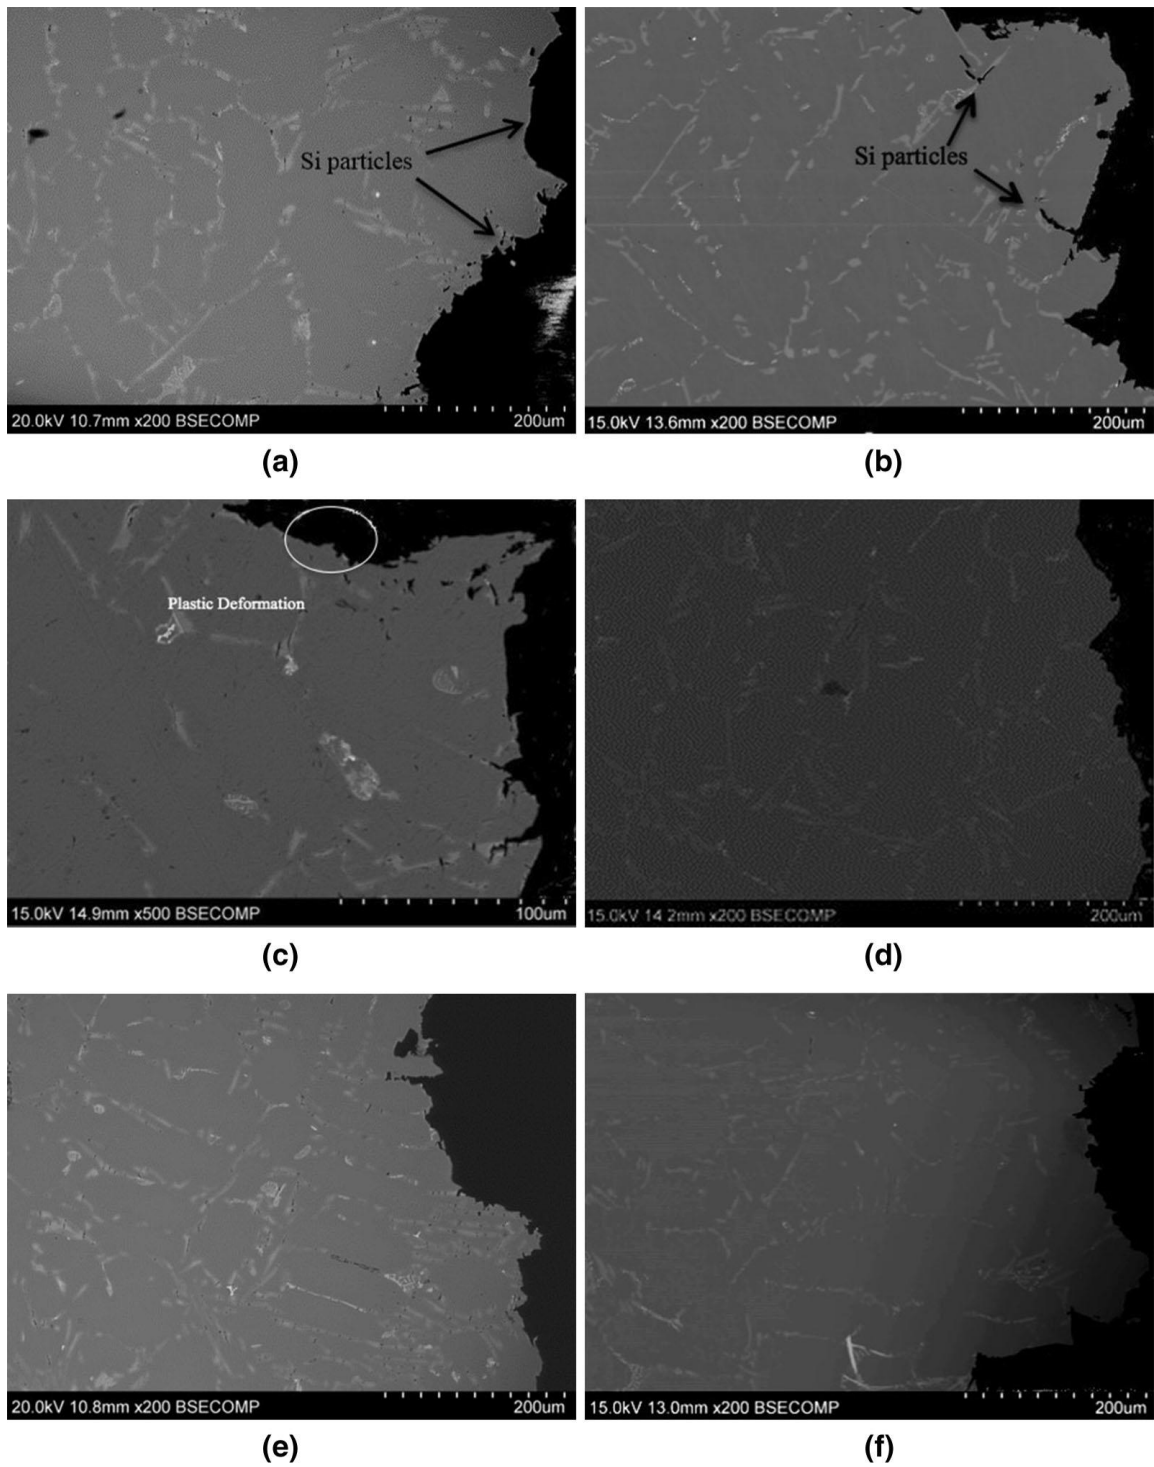 Si particles
20.0kV 10.7mm x200 BSECOMP 200um
(a)
Si particles
15.0kV 13.6mm x200 BSECOMP 200um
(b)
Plastic Deformation
15.0kV 14.9mm x500 BSECOMP 100um
(c)
15.0kV 14.2mm x200 BSECOMP 200um
(d)
20.0kV 10.8mm x200 BSECOMP 200um
(e)
15.0kV 13.0mm x200 BSECOMP 200um
(f)